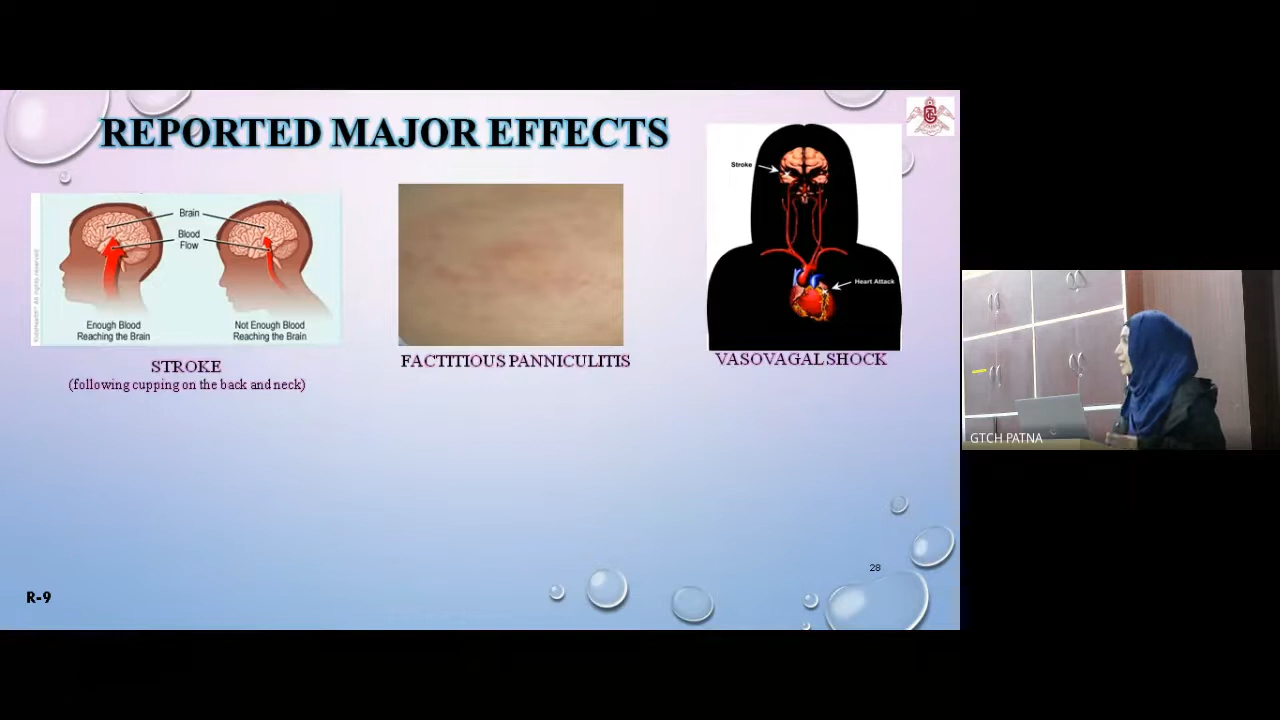 REPORTED MAJOR EFFECTS
Brain
Blood
Flow
Enough Blood
Reaching the Brain
Not Enough Blood
Reaching the Brain
STROKE
(following cupping on the back and neck)
FACTITIOUS PANNICULITIS
Stroke
Heart Attack
VASOVAGAL SHOCK
GTCH PATNA
28
R-9